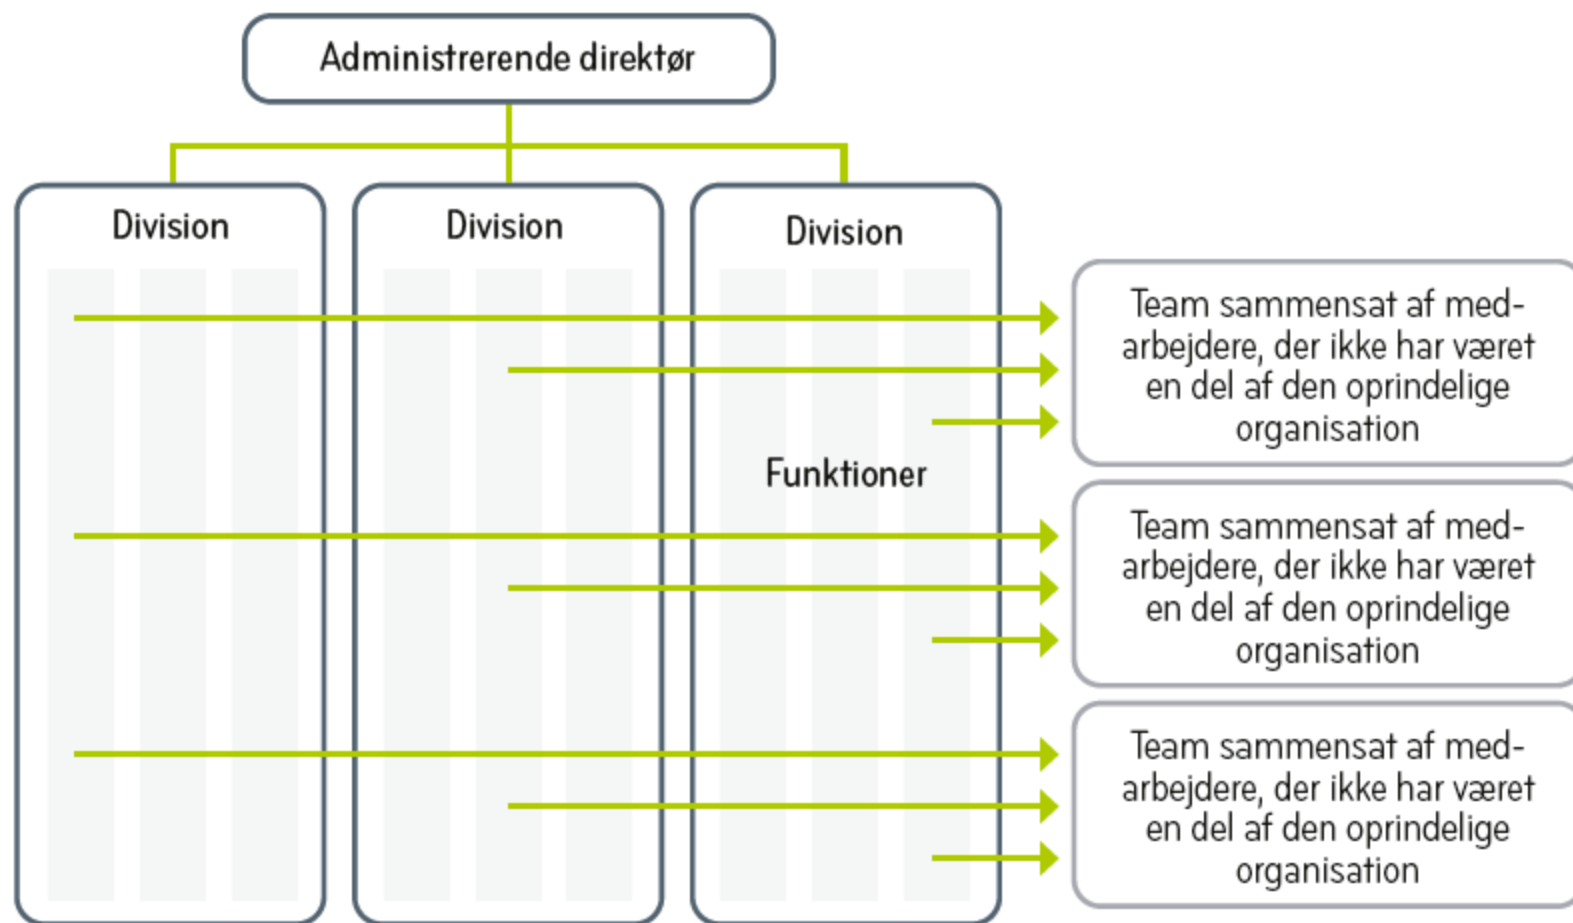 Administrerende direktør
Division
Division
Division
Team sammensat af med-
arbejdere, der ikke har været
en del af den oprindelige
organisation
Funktioner
Team sammensat af med-
arbejdere, der ikke har været
en del af den oprindelige
organisation
Team sammensat af med-
arbejdere, der ikke har været
en del af den oprindelige
organisation